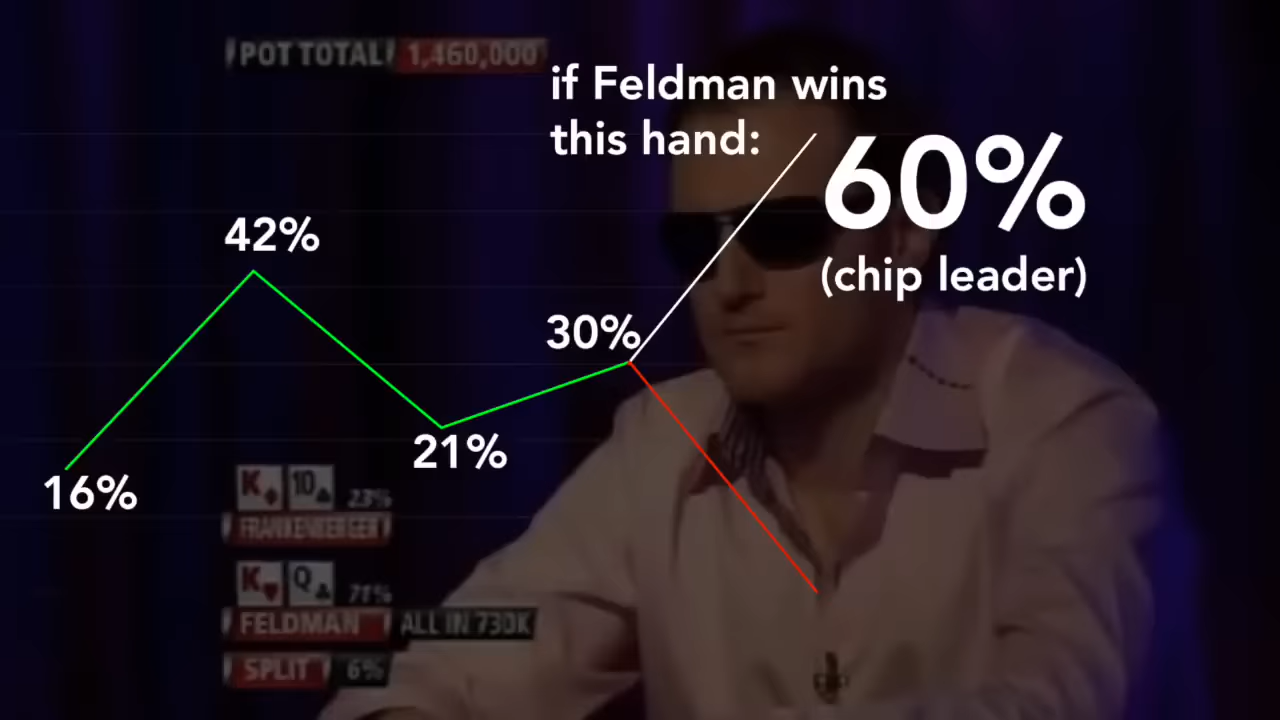 POT TOTAL 1,460,000
if Feldman wins
this hand:
60%
(chip leader)
42%
30%
21%
16%
K 10 23%
FRANKENBERGER
K Q 71%
FELDMAN ALL IN 730K
SPLIT 6%